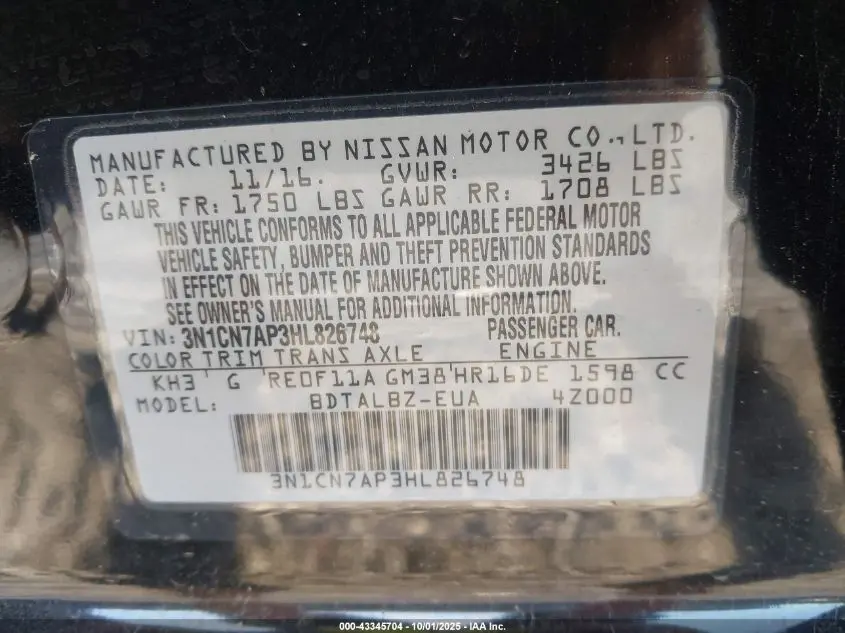 MANUFACTURED BY NISSAN MOTOR CO., LTD.
DATE: 11/16. GVWR: 3426 LBS
GAWR FR: 1750 LBS GAWR RR: 1708 LBS
THIS VEHICLE CONFORMS TO ALL APPLICABLE FEDERAL MOTOR
VEHICLE SAFETY, BUMPER AND THEFT PREVENTION STANDARDS
IN EFFECT ON THE DATE OF MANUFACTURE SHOWN ABOVE.
SEE OWNER'S MANUAL FOR ADDITIONAL INFORMATION.
VIN: 3N1CN7AP3HL826748 PASSENGER CAR.
COLOR TRIM TRANS AXLE ENGINE
KH3 G RE0F11A GM38 HR16DE 1598 CC
MODEL: BDTALBZ-EUA 4Z000
3N1CN7AP3HL826748
000-43345704 - 10/01/2025 - IAA Inc.